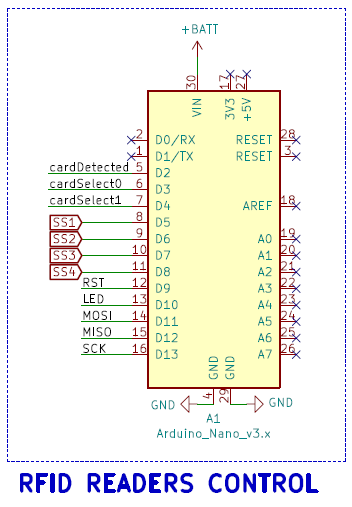 +BATT
30 17 27
VIN 3V3 +5V
2 D0/RX RESET 28
1 D1/TX RESET 3
cardDetected 5 D2
cardSelect0 6 D3
cardSelect1 7 D4 AREF 18
SS1 8 D5
SS2 9 D6 A0 19
SS3 10 D7 A1 20
SS4 11 D8 A2 21
RST 12 D9 A3 22
LED 13 D10 A4 23
MOSI 14 D11 A5 24
MISO 15 D12 A6 25
SCK 16 D13 A7 26
GND GND
4 29
GND GND
A1
Arduino_Nano_v3.x
RFID READERS CONTROL